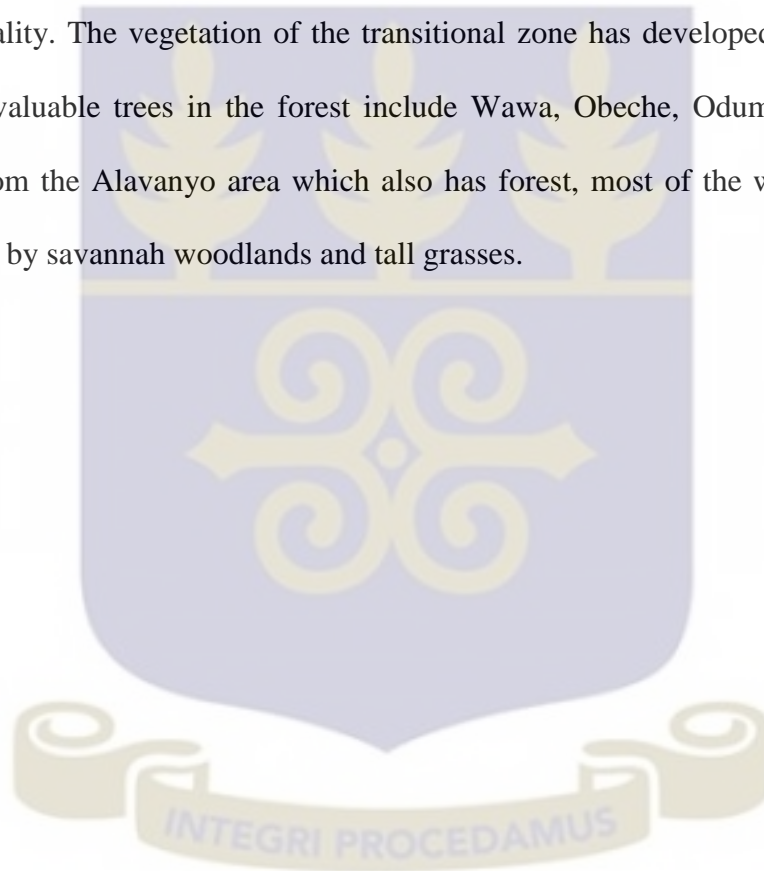 ality. The vegetation of the transitional zone has developed
valuable trees in the forest include Wawa, Obeche, Odum
om the Alavanyo area which also has forest, most of the w
by savannah woodlands and tall grasses.
INTEGRI PROCEDAMUS